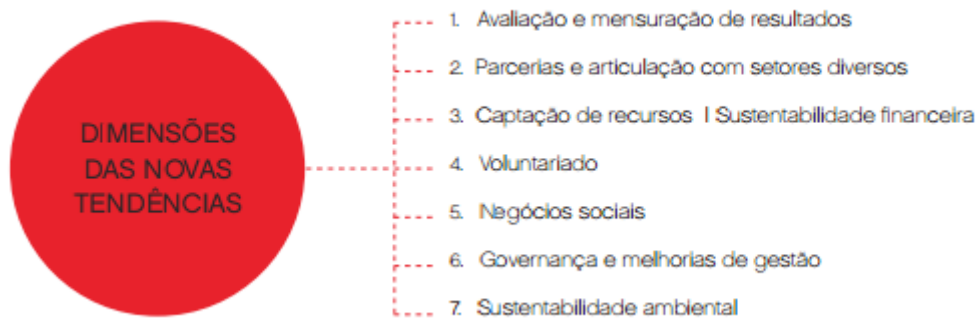 DIMENSÕES
DAS NOVAS
TENDÊNCIAS
1. Avaliação e mensuração de resultados
2. Parcerias e articulação com setores diversos
3. Captação de recursos | Sustentabilidade financeira
4. Voluntariado
5. Negócios sociais
6. Governança e melhorias de gestão
7. Sustentabilidade ambiental